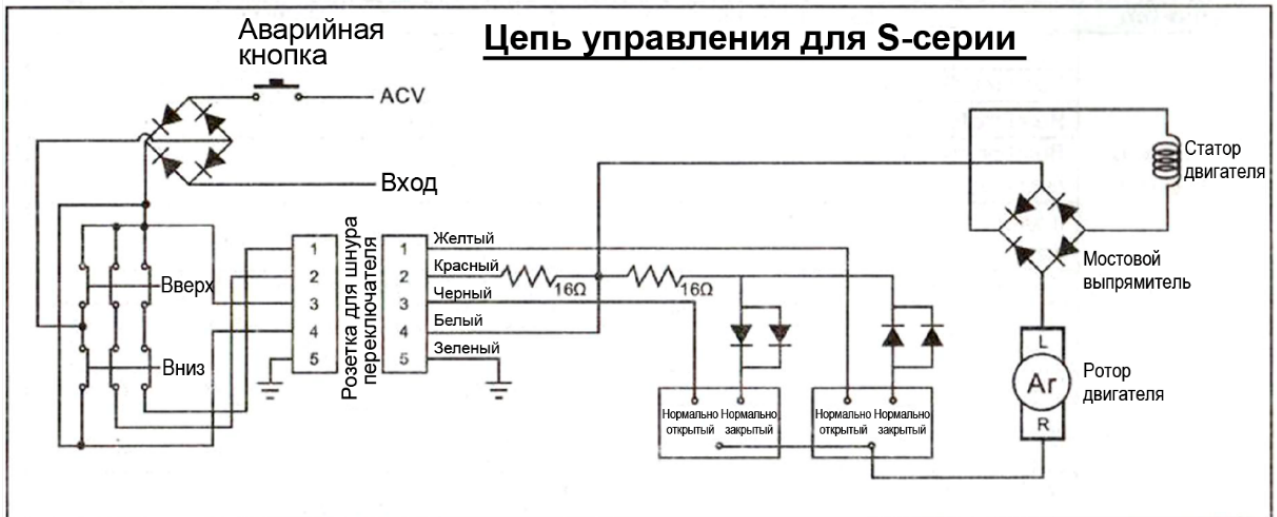 Аварийная
кнопка
Цепь управления для S-серии
ACV
Вход
Статор
двигателя
Мостовой
выпрямитель
Вверх
Вниз
1
2
3
4
5
Розетка для шнура
переключателя
1
2
3
4
5
Желтый
Красный
Черный
Белый
Зеленый
16Ω
16Ω
Нормально
открытый
Нормально
закрытый
Нормально
открытый
Нормально
закрытый
L
Ar
R
Ротор
двигателя